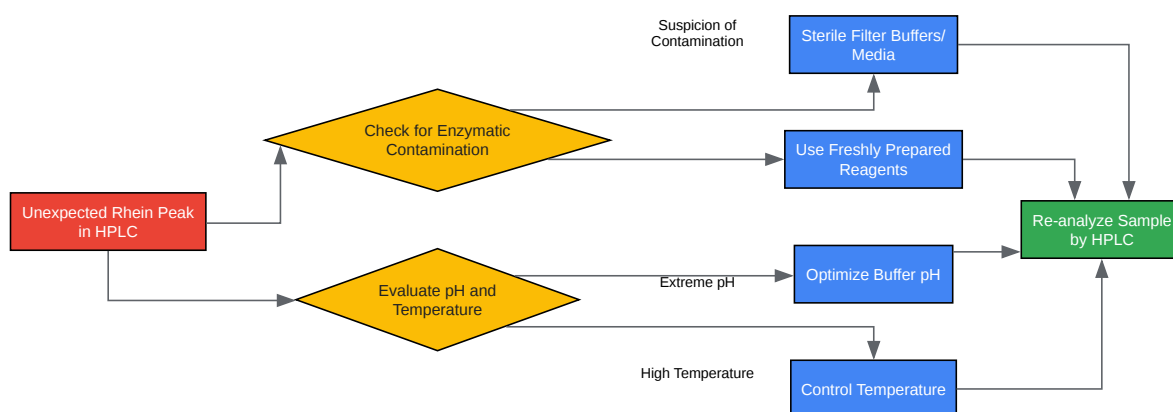 Suspicion of
Contamination
Sterile Filter Buffers/
Media
Check for Enzymatic
Contamination
Use Freshly Prepared
Reagents
Unexpected Rhein Peak
in HPLC
Re-analyze Sample
by HPLC
Evaluate pH and
Temperature
Extreme pH
Optimize Buffer pH
High Temperature
Control Temperature